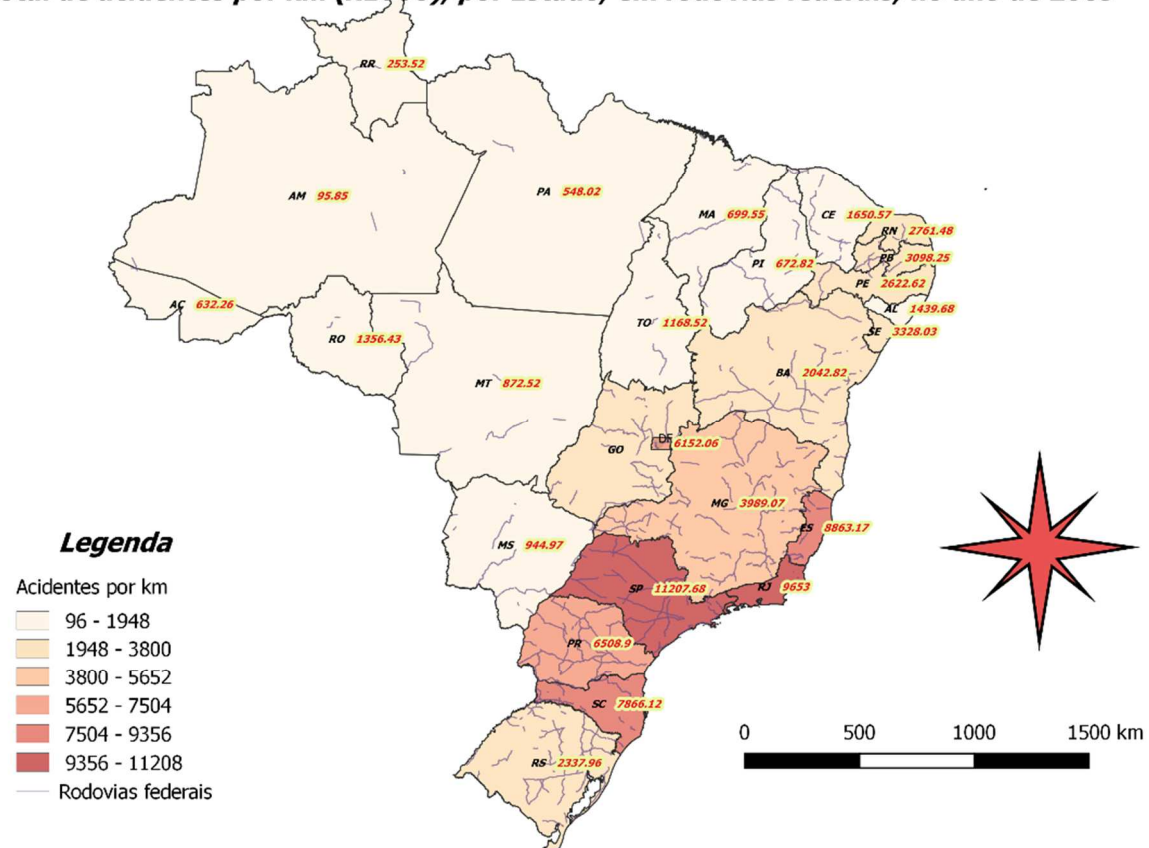 RR 253.52
AM 95.85
PA 548.02
MA 699.55
CE 1650.57
RN 2761.48
PB 3098.25
PI 672.82
PE 2622.62
AC 632.26
AL 1439.68
TO 1168.52
SE 3328.03
RO 1356.43
BA 2042.82
MT 872.52
DF 6152.06
GO
MG 3989.07
ES 8863.17
MS 944.97
SP 11207.68
RJ 9653
PR 6508.9
SC 7866.12
RS 2337.96
Legenda
Acidentes por km
96 - 1948
1948 - 3800
3800 - 5652
5652 - 7504
7504 - 9356
9356 - 11208
Rodovias federais
0 500 1000 1500 km